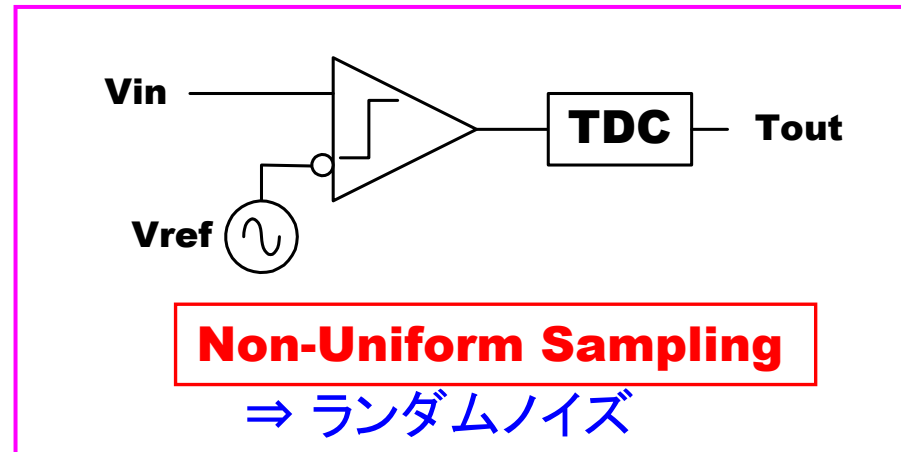 Vin
TDC
Tout
Vref
Non-Uniform Sampling
⇒ ランダムノイズ